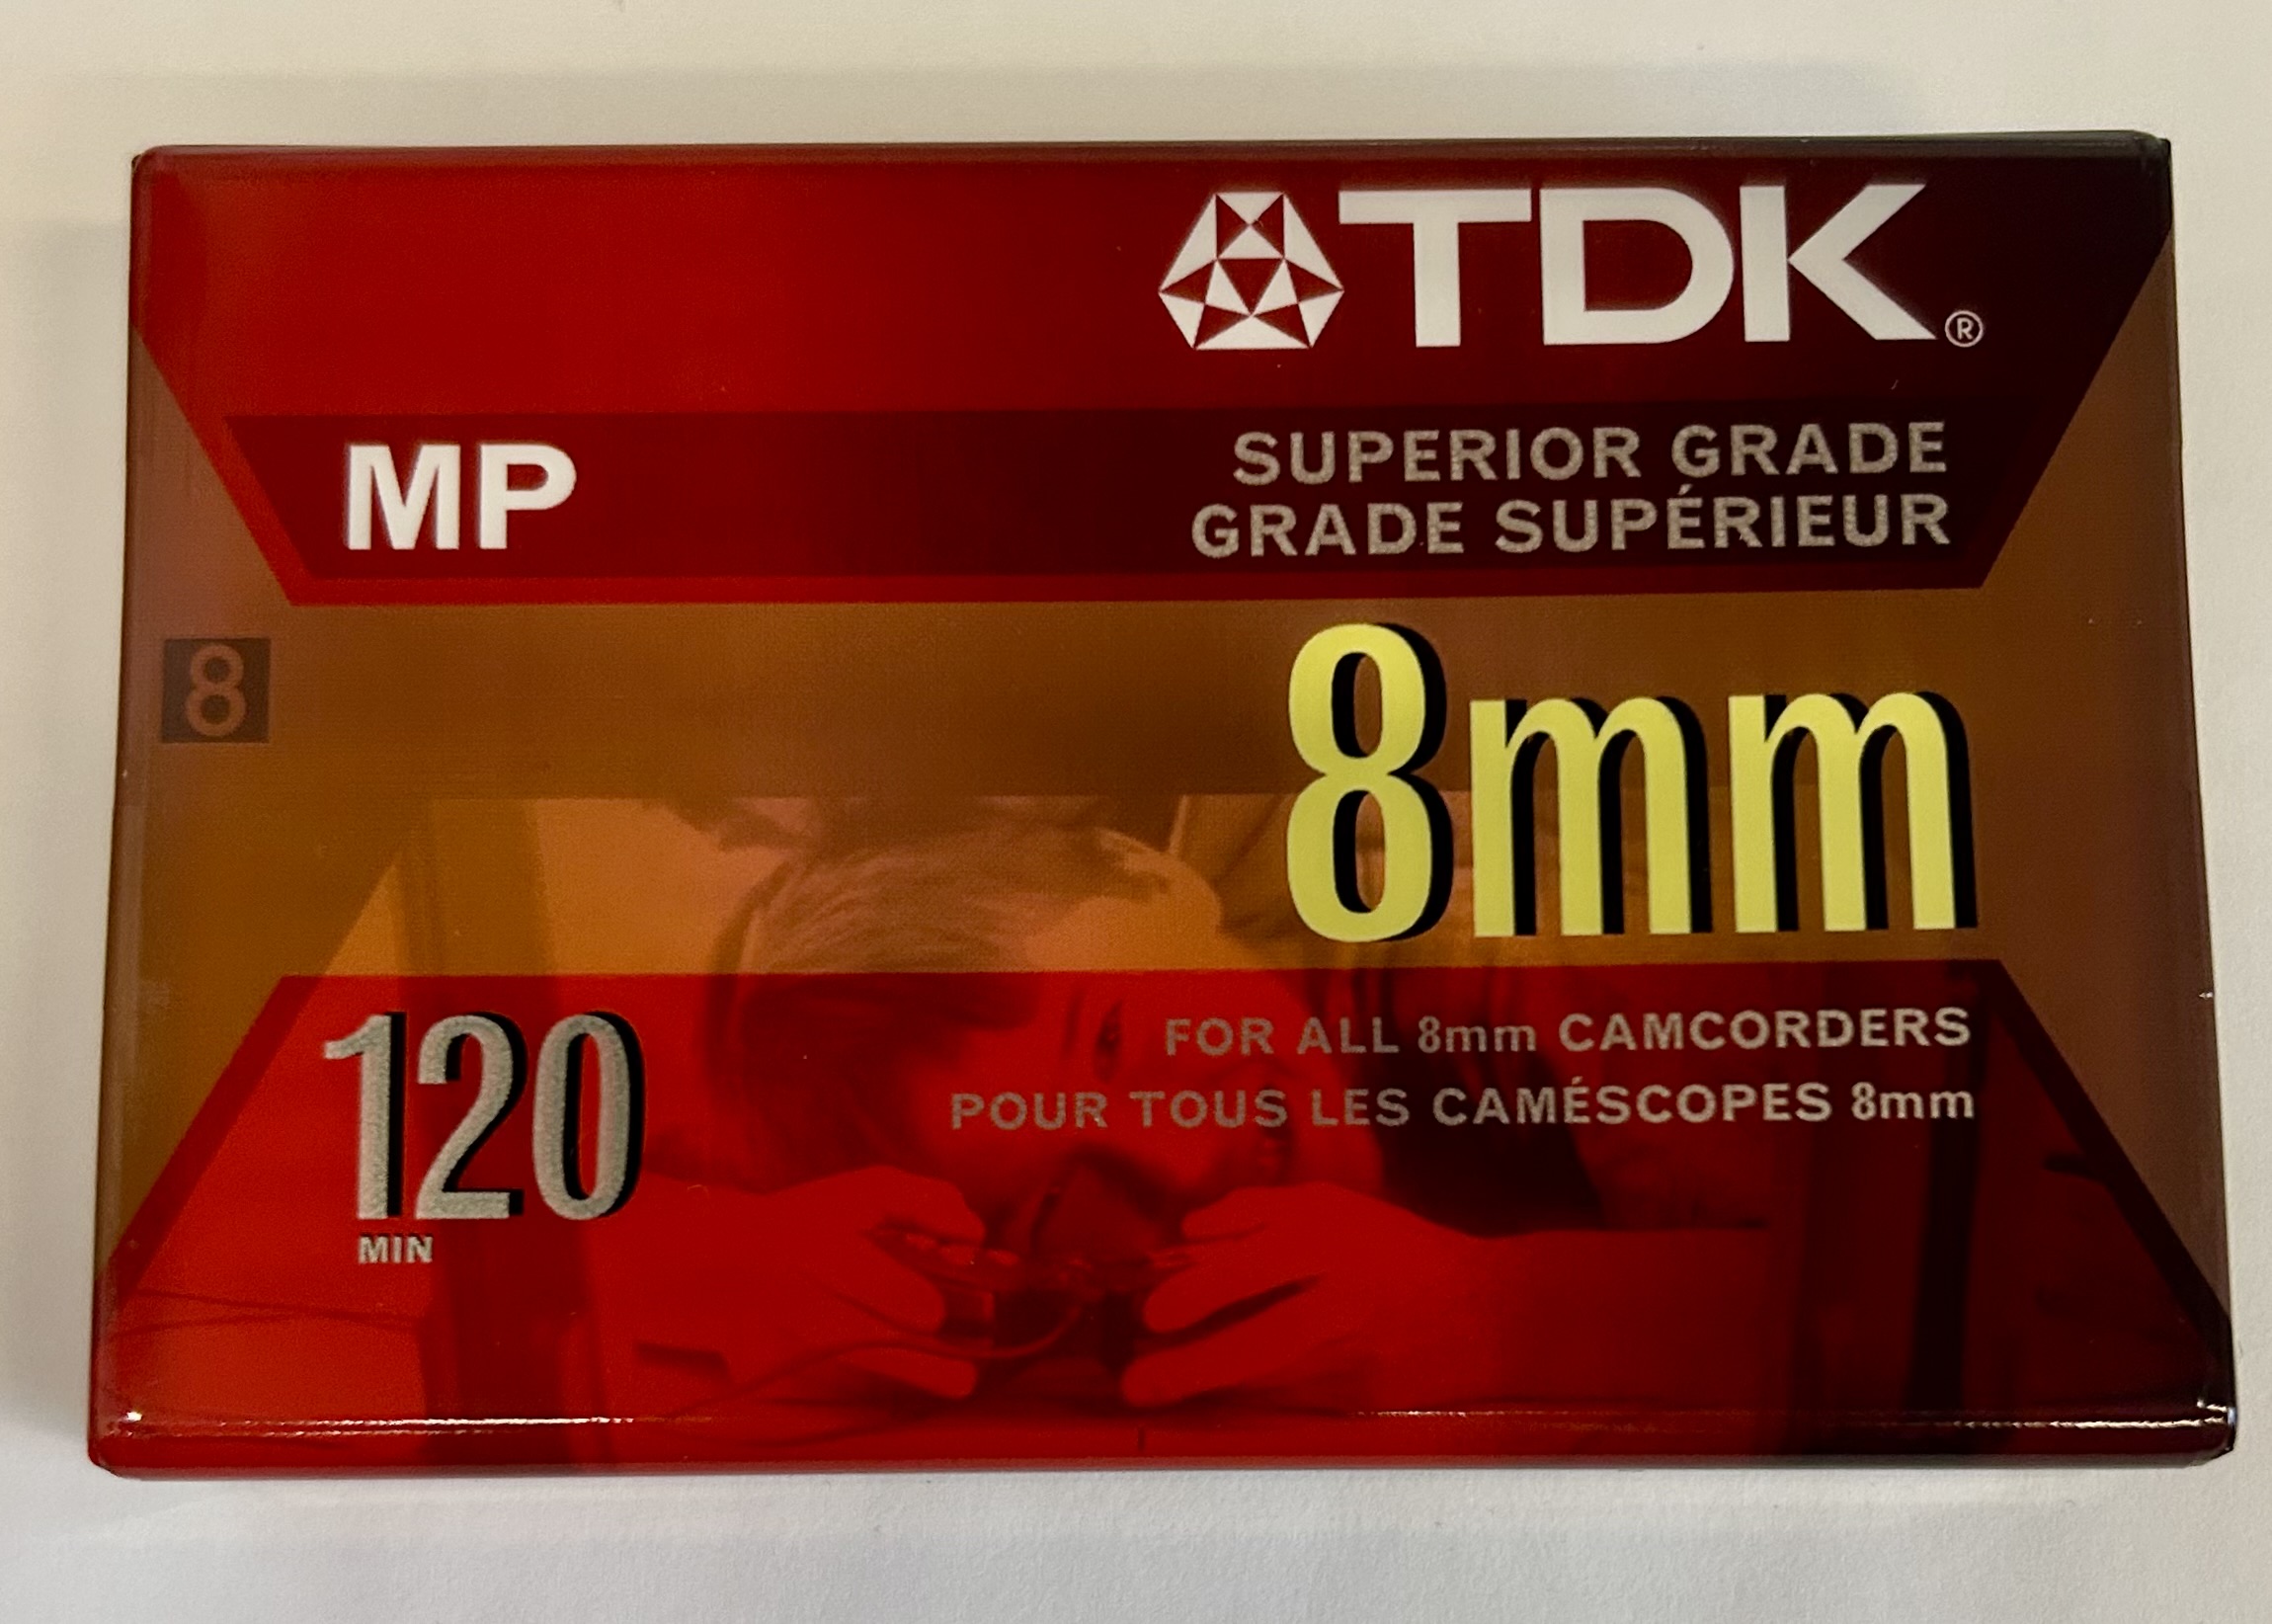 TDK®
MP
SUPERIOR GRADE
GRADE SUPÉRIEUR
8
8mm
120
MIN
FOR ALL 8mm CAMCORDERS
POUR TOUS LES CAMÉSCOPES 8mm